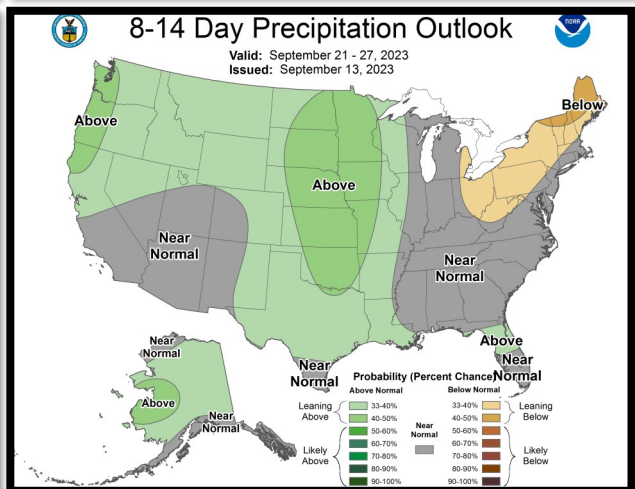 8-14 Day Precipitation Outlook
NOAA
Valid: September 21 - 27, 2023
Issued: September 13, 2023
Above
Below
Above
Near
Normal
Near
Normal
Above
Near
Normal
Near
Normal
Near
Normal
Above
Near
Normal
Probability (Percent Chance)
Above Normal
Below Normal
Leaning
Above
33-40%
40-50%
Likely
Above
50-60%
60-70%
70-80%
80-90%
90-100%
Near
Normal
33-40%
40-50%
Leaning
Below
50-60%
60-70%
70-80%
80-90%
90-100%
Likely
Below